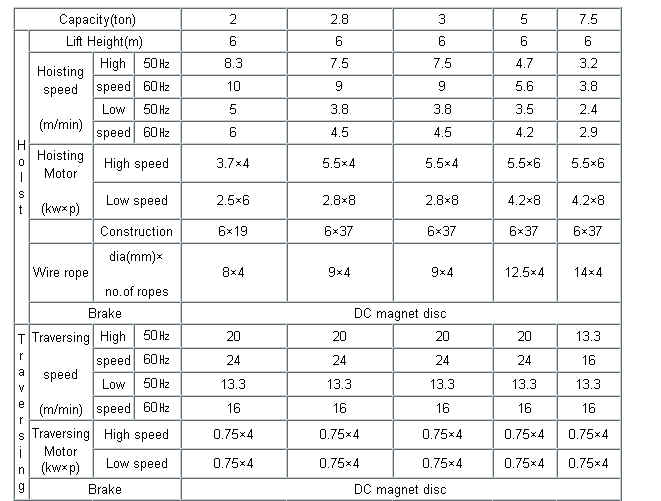 Capacity(ton) 2 2.8 3 5 7.5
Lift Height(m) 6 6 6 6 6
Hoist
Hoisting speed (m/min)
High speed 50Hz 8.3 7.5 7.5 4.7 3.2
60Hz 10 9 9 5.6 3.8
Low speed 50Hz 5 3.8 3.8 3.5 2.4
60Hz 6 4.5 4.5 4.2 2.9
Hoisting Motor (kw×p)
High speed 3.7×4 5.5×4 5.5×4 5.5×6 5.5×6
Low speed 2.5×6 2.8×8 2.8×8 4.2×8 4.2×8
Wire rope
Construction 6×19 6×37 6×37 6×37 6×37
dia(mm)× no.of ropes 8×4 9×4 9×4 12.5×4 14×4
Brake DC magnet disc
Traversing
Traversing speed (m/min)
High speed 50Hz 20 20 20 20 13.3
60Hz 24 24 24 24 16
Low speed 50Hz 13.3 13.3 13.3 13.3 13.3
60Hz 16 16 16 16 16
Traversing Motor (kw×p)
High speed 0.75×4 0.75×4 0.75×4 0.75×4 0.75×4
Low speed 0.75×4 0.75×4 0.75×4 0.75×4 0.75×4
Brake DC magnet disc